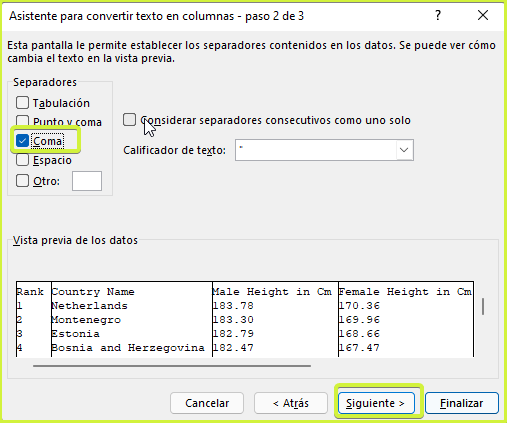 Asistente para convertir texto en columnas - paso 2 de 3
Esta pantalla le permite establecer los separadores contenidos en los datos. Se puede ver cómo
cambia el texto en la vista previa.
Separadores
Tabulación
Punto y coma
Coma
Espacio
Otro:
Considerar separadores consecutivos como uno solo
Calificador de texto: "
Vista previa de los datos
Rank Country Name Male Height in Cm Female Height in Cm
1 Netherlands 183.78 170.36
2 Montenegro 183.30 169.96
3 Estonia 182.79 168.66
4 Bosnia and Herzegovina 182.47 167.47
Cancelar < Atrás Siguiente > Finalizar